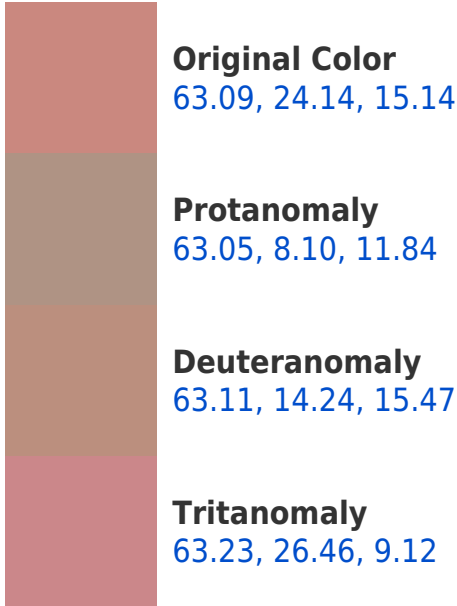 Original Color
63.09, 24.14, 15.14
Protanomaly
63.05, 8.10, 11.84
Deuteranomaly
63.11, 14.24, 15.47
Tritanomaly
63.23, 26.46, 9.12